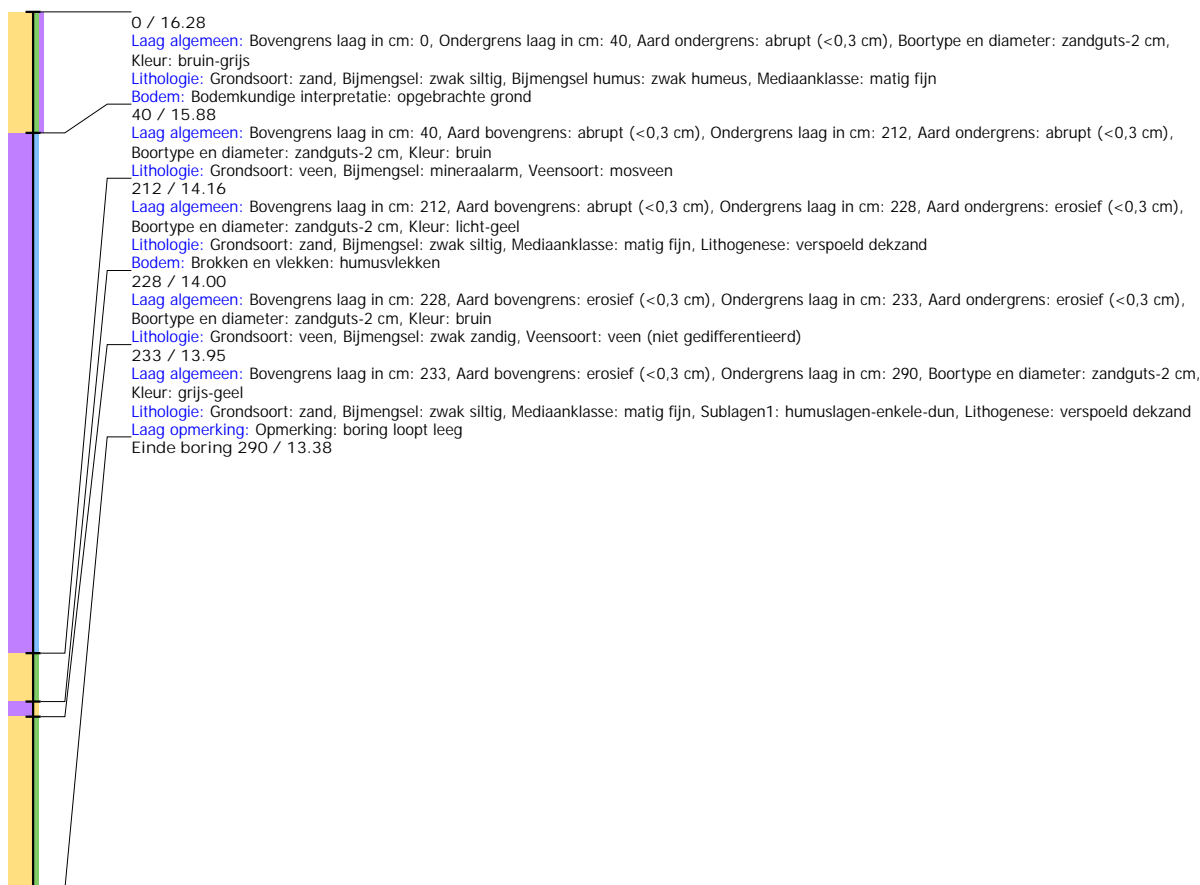 0 / 16.28
Laag algemeen: Bovengrens laag in cm: 0, Ondergrens laag in cm: 40, Aard ondergrens: abrupt (<0,3 cm), Boortype en diameter: zandguts-2 cm,
Kleur: bruin-grijs
Lithologie: Grondsoort: zand, Bijmengsel: zwak siltig, Bijmengsel humus: zwak humeus, Mediaanklasse: matig fijn
Bodem: Bodemkundige interpretatie: opgebrachte grond
40 / 15.88
Laag algemeen: Bovengrens laag in cm: 40, Aard bovengrens: abrupt (<0,3 cm), Ondergrens laag in cm: 212, Aard ondergrens: abrupt (<0,3 cm),
Boortype en diameter: zandguts-2 cm, Kleur: bruin
Lithologie: Grondsoort: veen, Bijmengsel: mineraalarm, Veensoort: mosveen
212 / 14.16
Laag algemeen: Bovengrens laag in cm: 212, Aard bovengrens: abrupt (<0,3 cm), Ondergrens laag in cm: 228, Aard ondergrens: erosief (<0,3 cm),
Boortype en diameter: zandguts-2 cm, Kleur: licht-geel
Lithologie: Grondsoort: zand, Bijmengsel: zwak siltig, Mediaanklasse: matig fijn, Lithogenese: verspoeld dekzand
Bodem: Brokken en vlekken: humusvlekken
228 / 14.00
Laag algemeen: Bovengrens laag in cm: 228, Aard bovengrens: erosief (<0,3 cm), Ondergrens laag in cm: 233, Aard ondergrens: erosief (<0,3 cm),
Boortype en diameter: zandguts-2 cm, Kleur: bruin
Lithologie: Grondsoort: veen, Bijmengsel: zwak zandig, Veensoort: veen (niet gedifferentieerd)
233 / 13.95
Laag algemeen: Bovengrens laag in cm: 233, Aard bovengrens: erosief (<0,3 cm), Ondergrens laag in cm: 290, Boortype en diameter: zandguts-2 cm,
Kleur: grijs-geel
Lithologie: Grondsoort: zand, Bijmengsel: zwak siltig, Mediaanklasse: matig fijn, Sublagen1: humuslagen-enkele-dun, Lithogenese: verspoeld dekzand
Laag opmerking: Opmerking: boring loopt leeg
Einde boring 290 / 13.38